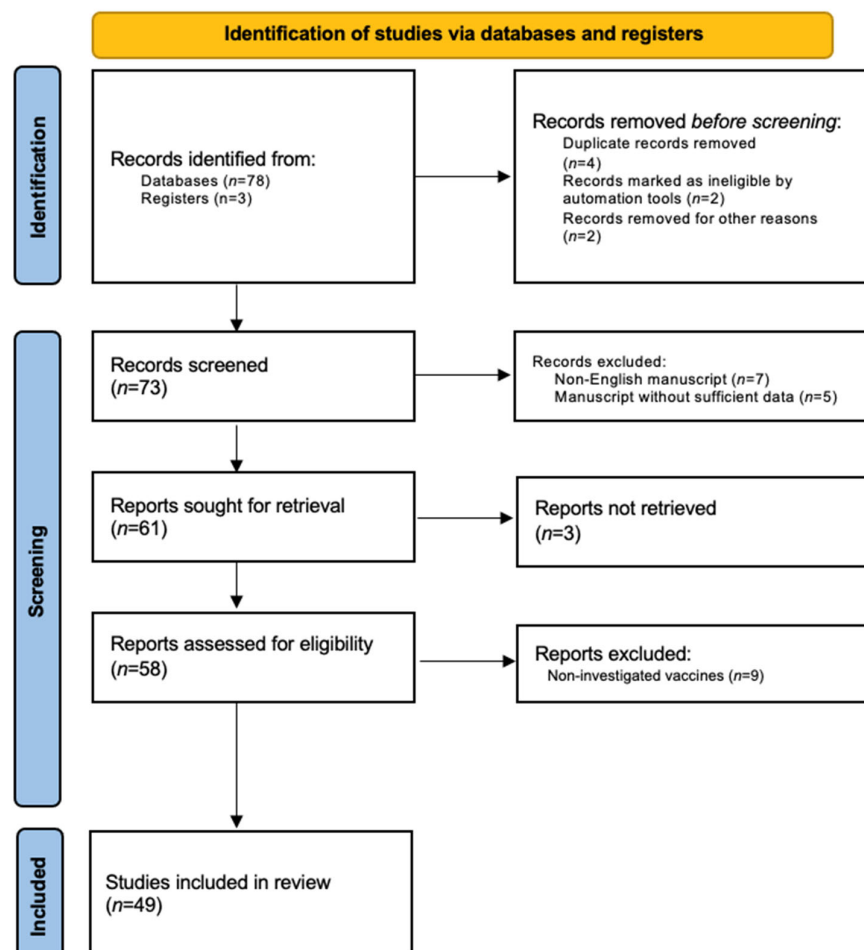 Identification of studies via databases and registers
Identification
Records identified from:
Databases (n=78)
Registers (n=3)
Records removed before screening:
Duplicate records removed
(n=4)
Records marked as ineligible by
automation tools (n=2)
Records removed for other reasons
(n=2)
Screening
Records screened
(n=73)
Records excluded:
Non-English manuscript (n=7)
Manuscript without sufficient data (n=5)
Reports sought for retrieval
(n=61)
Reports not retrieved
(n=3)
Reports assessed for eligibility
(n=58)
Reports excluded:
Non-investigated vaccines (n=9)
Included
Studies included in review
(n=49)